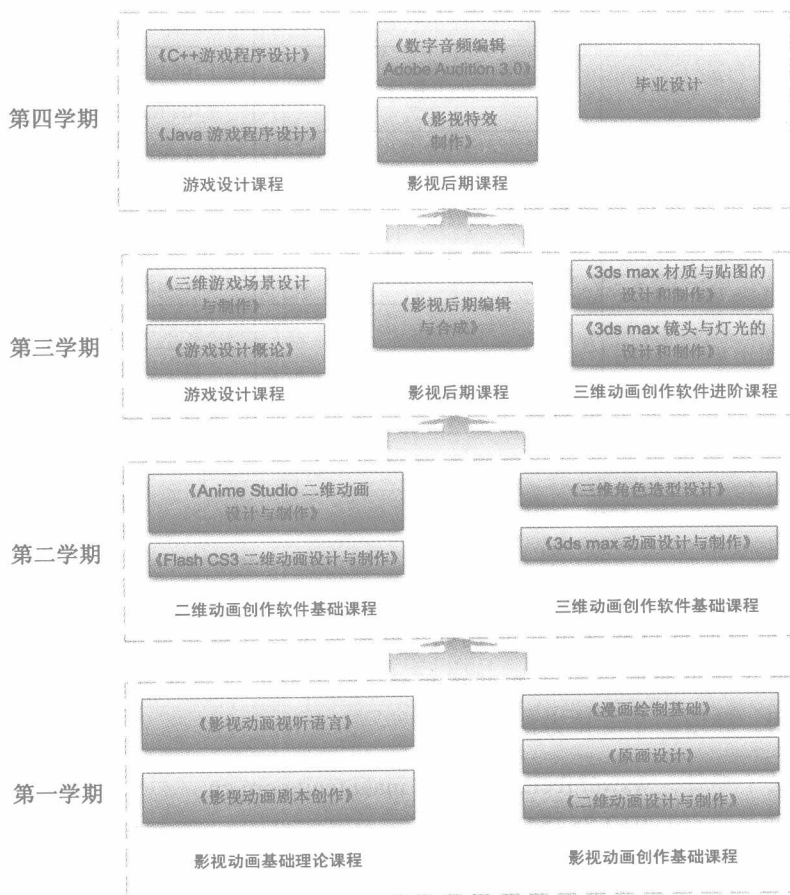 第四学期
《C++游戏程序设计》
《Java 游戏程序设计》
游戏设计课程
《数字音频编辑
Adobe Audition 3.0》
《影视特效
制作》
影视后期课程
毕业设计
第三学期
《三维游戏场景设计
与制作》
《游戏设计概论》
游戏设计课程
《影视后期编辑
与合成》
影视后期课程
《3ds max 材质与贴图的
设计和制作》
《3ds max 镜头与灯光的
设计和制作》
三维动画创作软件进阶课程
第二学期
《Anime Studio 二维动画
设计与制作》
《Flash CS3 二维动画设计与制作》
二维动画创作软件基础课程
《三维角色造型设计》
《3ds max 动画设计与制作》
三维动画创作软件基础课程
第一学期
《影视动画视听语言》
《影视动画剧本创作》
影视动画基础理论课程
《漫画绘制基础》
《原画设计》
《二维动画设计与制作》
影视动画创作基础课程